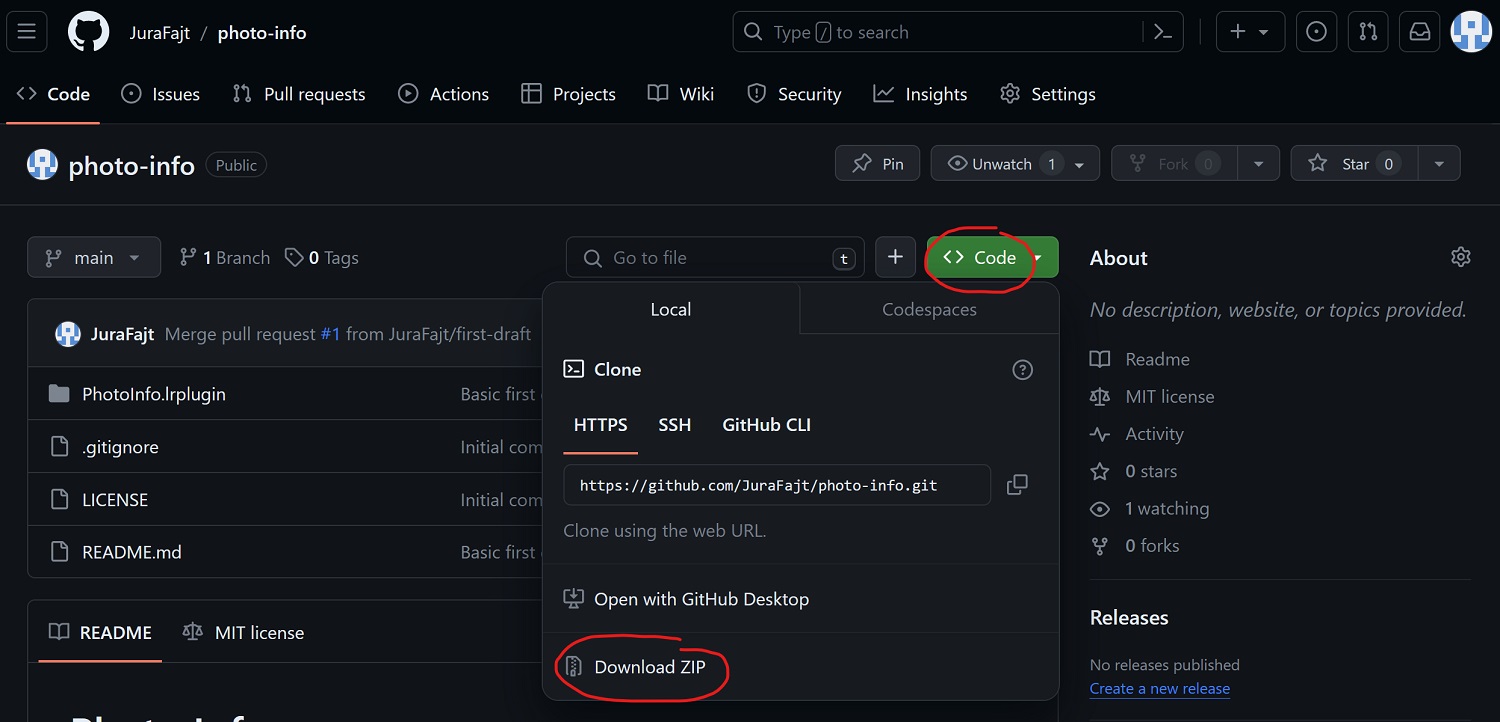 JuraFajt / photo-info
Type / to search
Code Issues Pull requests Actions Projects Wiki Security Insights Settings
photo-info Public
Pin Unwatch 1 Fork 0 Star 0
main 1 Branch 0 Tags
Go to file t
Code
JuraFajt Merge pull request #1 from JuraFajt/first-draft
PhotoInfo.lrplugin Basic first
.gitignore Initial com
LICENSE Initial com
README.md Basic first
README MIT license
Local Codespaces
Clone
HTTPS SSH GitHub CLI
https://github.com/JuraFajt/photo-info.git
Clone using the web URL.
Open with GitHub Desktop
Download ZIP
About
No description, website, or topics provided.
Readme
MIT license
Activity
0 stars
1 watching
0 forks
Releases
No releases published
Create a new release